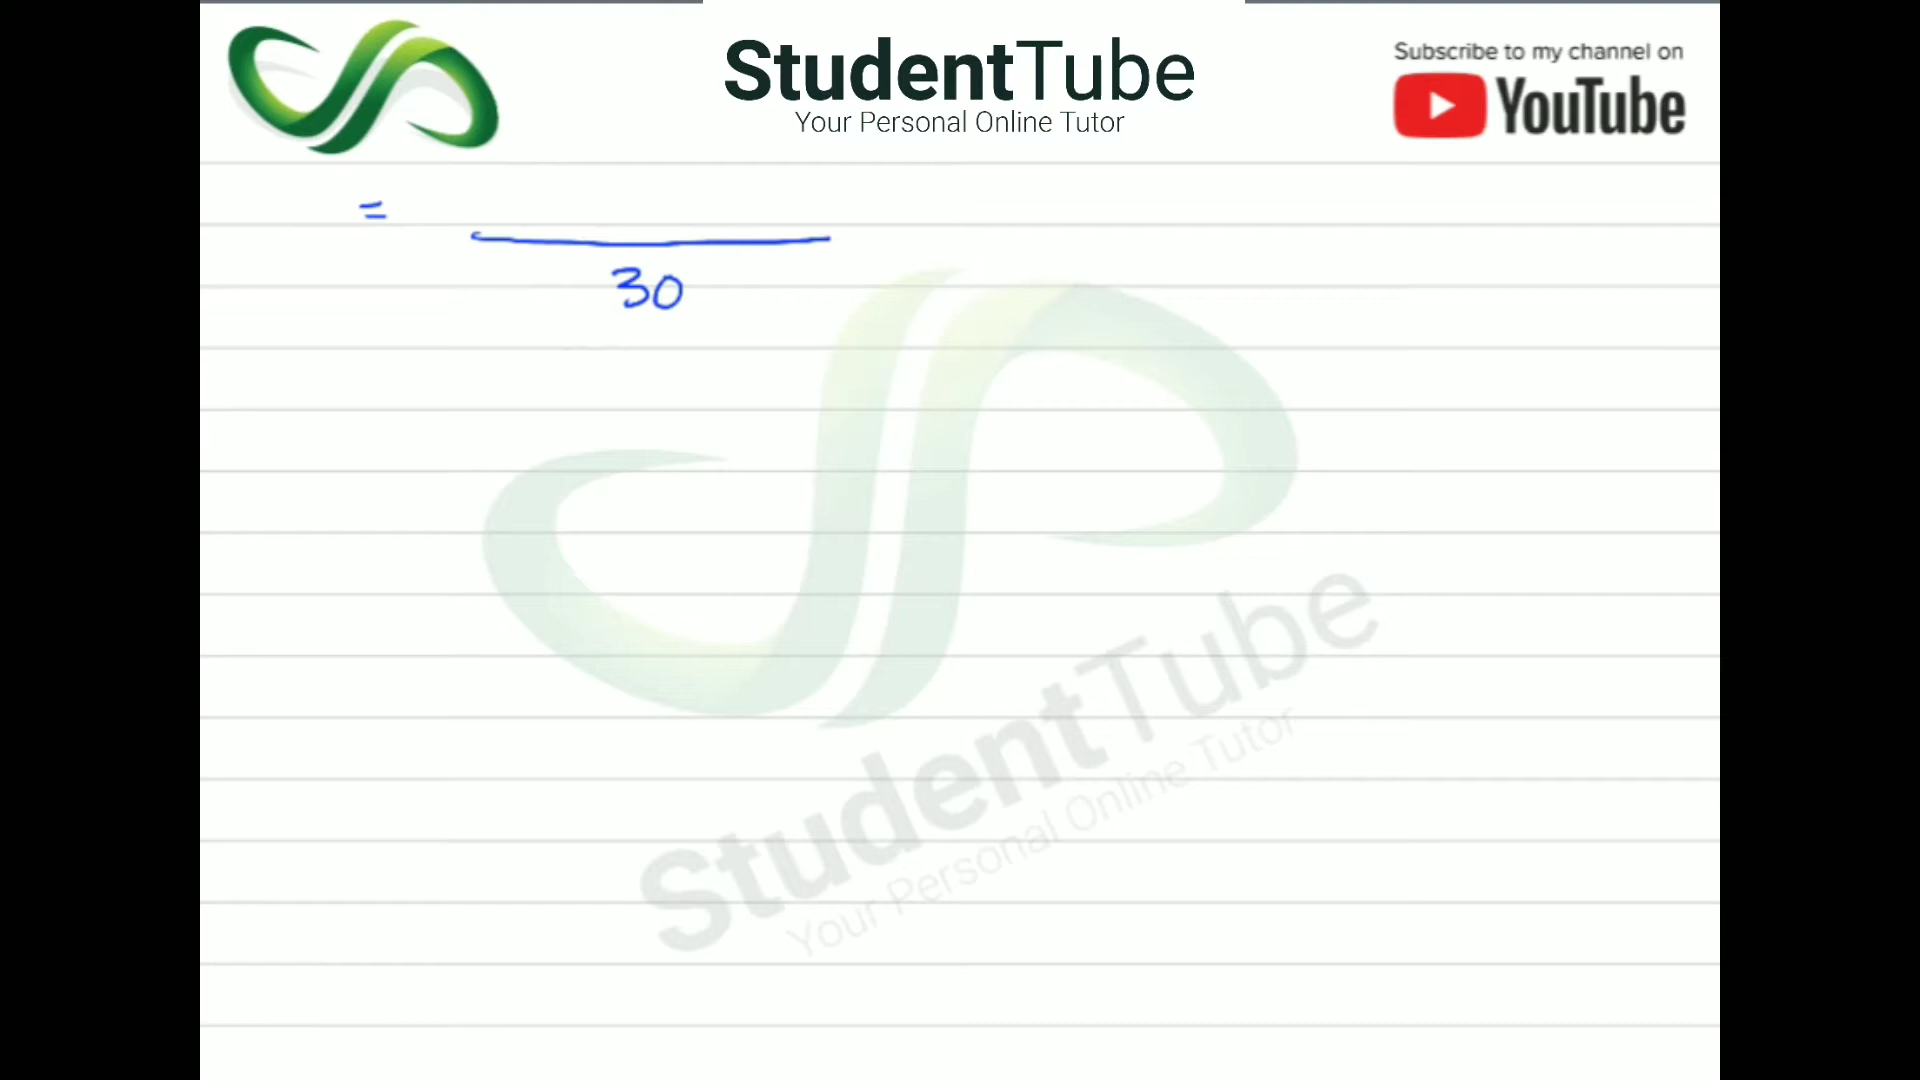 StudentTube
Your Personal Online Tutor
Subscribe to my channel on
YouTube
=
30
StudentTube
Your Personal Online Tutor